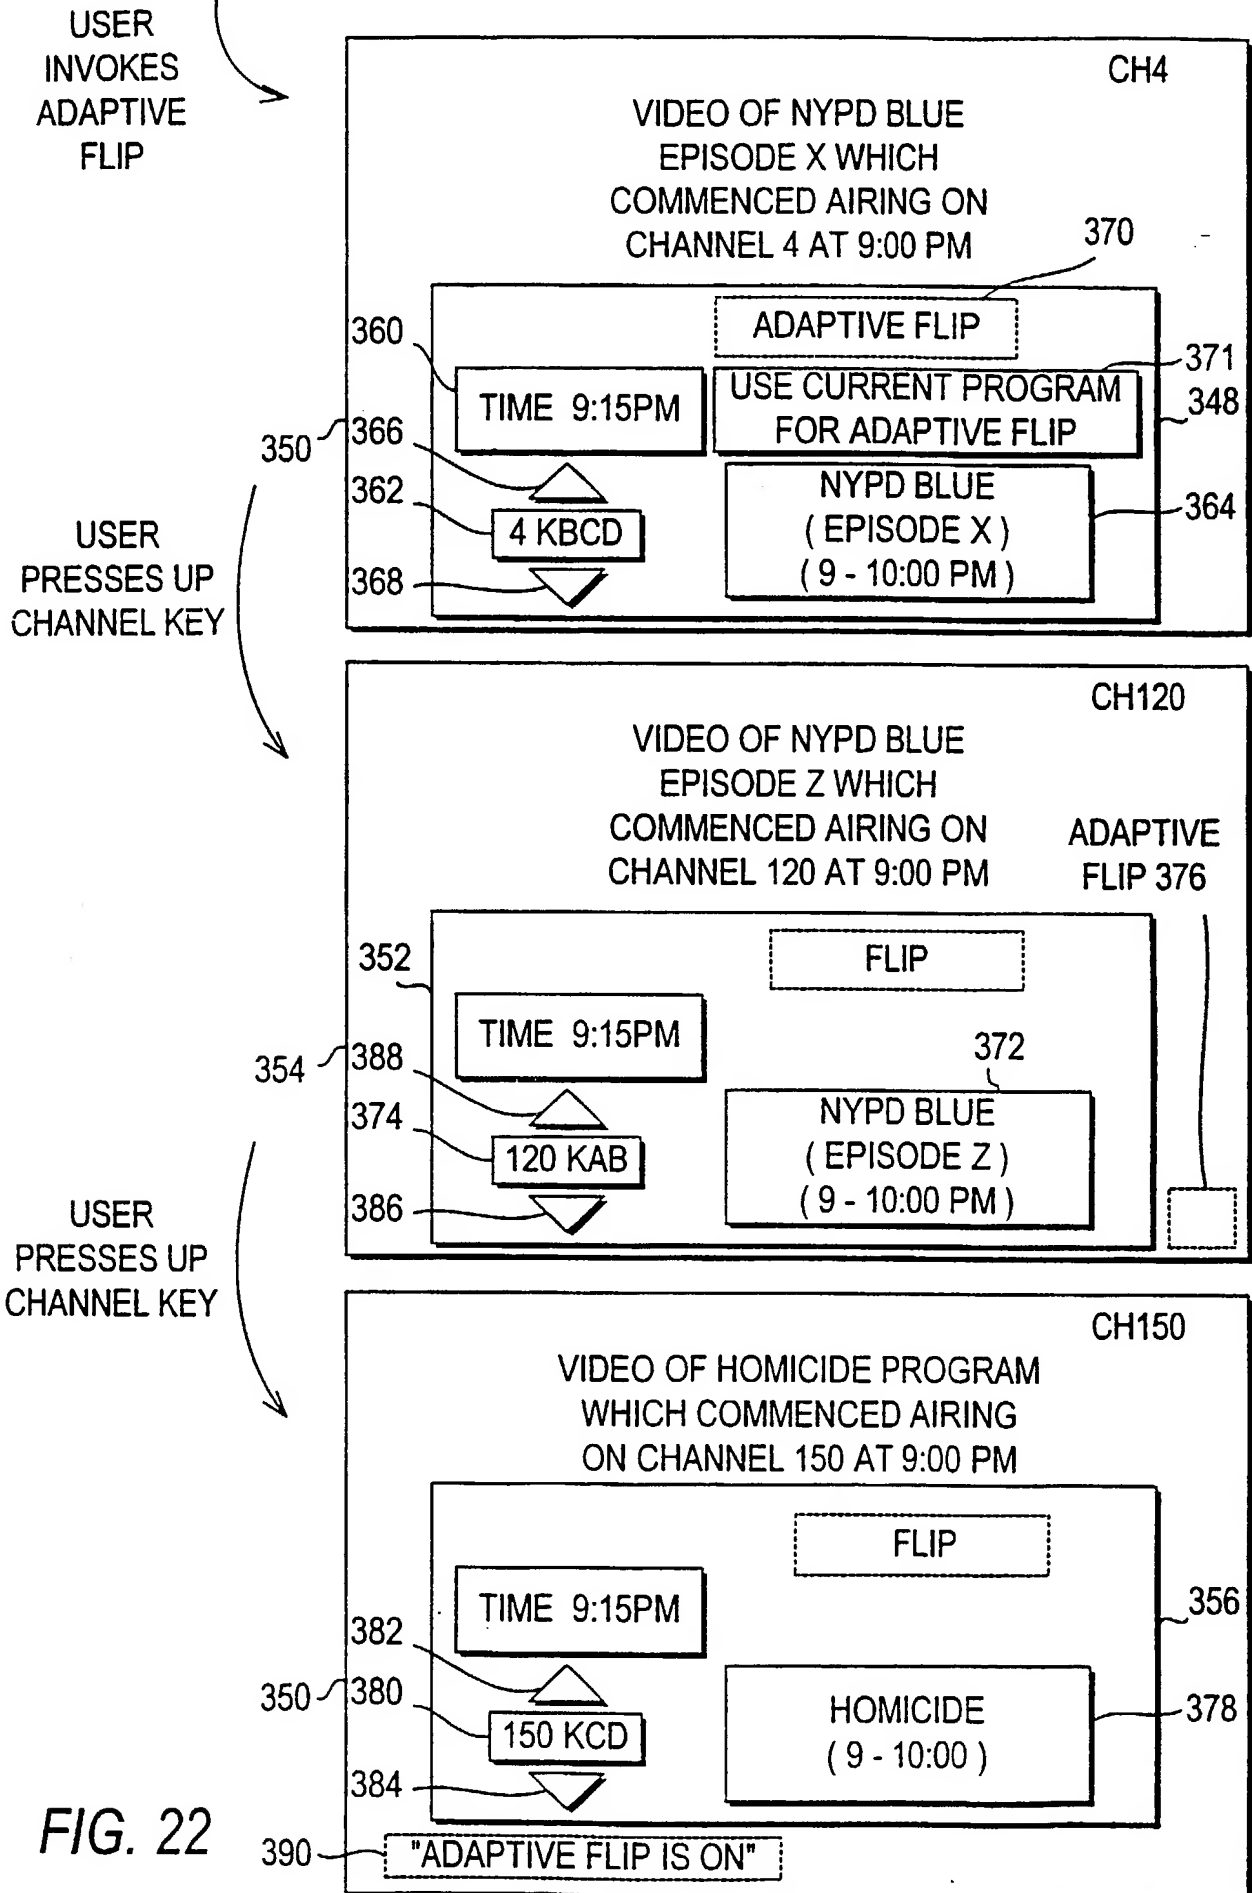 USER
INVOKES
ADAPTIVE
FLIP
CH4
VIDEO OF NYPD BLUE
EPISODE X WHICH
COMMENCED AIRING ON
CHANNEL 4 AT 9:00 PM
370
ADAPTIVE FLIP
360
371
TIME 9:15PM
USE CURRENT PROGRAM
FOR ADAPTIVE FLIP
348
350
366
362
4 KBCD
368
NYPD BLUE
( EPISODE X )
( 9 - 10:00 PM )
364
USER
PRESSES UP
CHANNEL KEY
CH120
VIDEO OF NYPD BLUE
EPISODE Z WHICH
COMMENCED AIRING ON
CHANNEL 120 AT 9:00 PM
ADAPTIVE
FLIP 376
352
FLIP
TIME 9:15PM
354
388
372
374
120 KAB
386
NYPD BLUE
( EPISODE Z )
( 9 - 10:00 PM )
USER
PRESSES UP
CHANNEL KEY
CH150
VIDEO OF HOMICIDE PROGRAM
WHICH COMMENCED AIRING
ON CHANNEL 150 AT 9:00 PM
FLIP
TIME 9:15PM
356
382
350
380
150 KCD
384
HOMICIDE
( 9 - 10:00 )
378
FIG. 22
390
"ADAPTIVE FLIP IS ON"